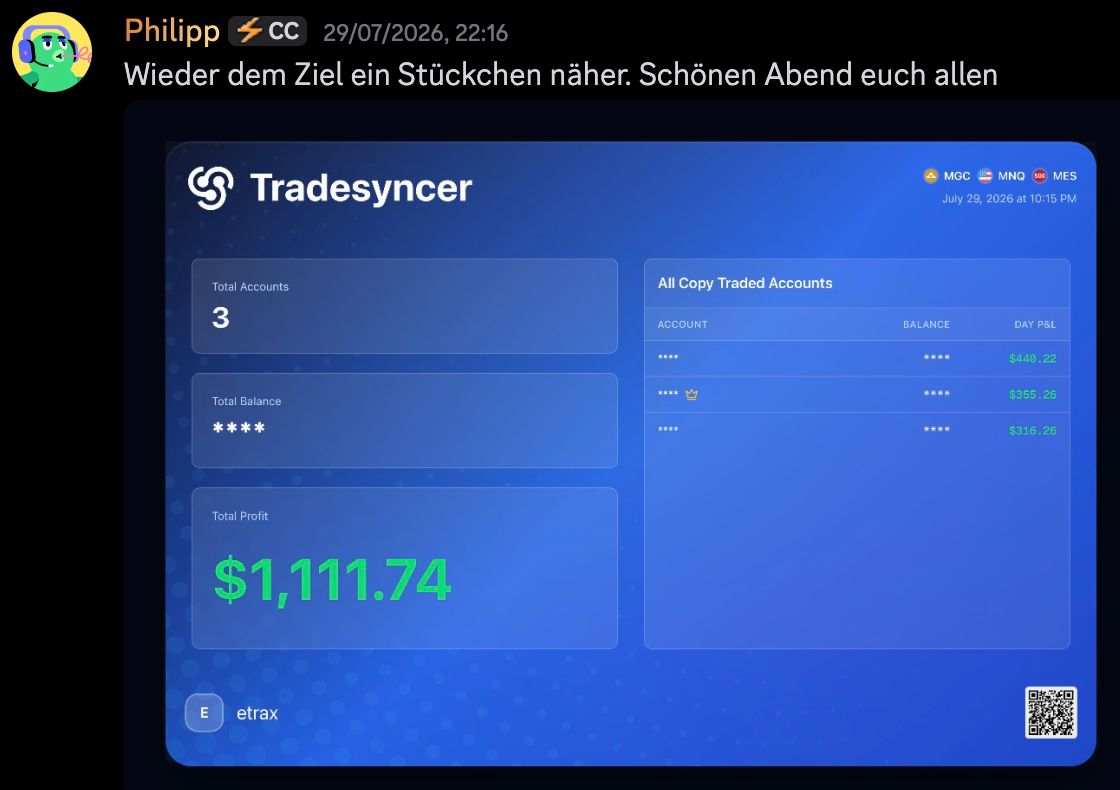 Philipp ⚡ CC 29/07/2026, 22:16
Wieder dem Ziel ein Stückchen näher. Schönen Abend euch allen
Tradesyncer
MGC MNQ 500 MES
July 29, 2026 at 10:15 PM
Total Accounts
3
Total Balance
****
Total Profit
$1,111.74
All Copy Traded Accounts
ACCOUNT BALANCE DAY P&L
**** **** $440.22
**** **** $355.26
**** **** $316.26
E etrax